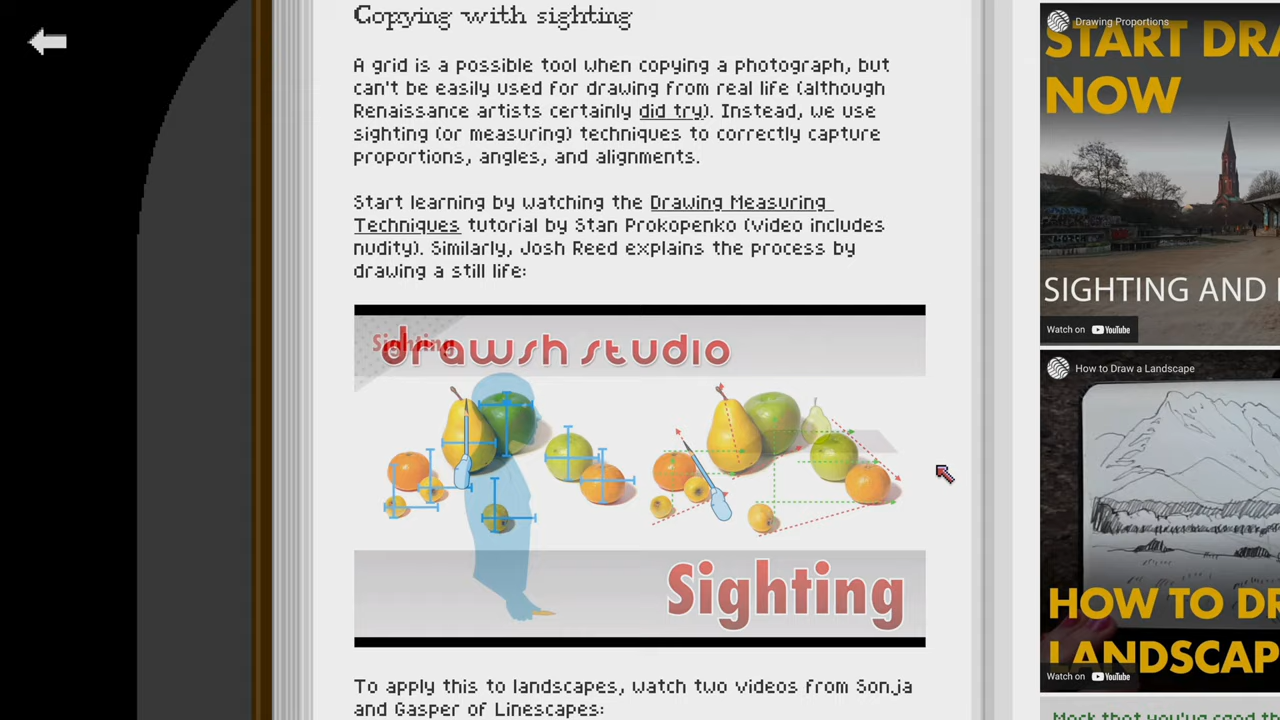 Copying with sighting
A grid is a possible tool when copying a photograph, but
can't be easily used for drawing from real life (although
Renaissance artists certainly did try). Instead, we use
sighting (or measuring) techniques to correctly capture
proportions, angles, and alignments.
Start learning by watching the Drawing Measuring
Techniques tutorial by Stan Prokopenko (video includes
nudity). Similarly, Josh Reed explains the process by
drawing a still life:
Sighting
drawsh studio
Sighting
To apply this to landscapes, watch two videos from Sonja
and Gasper of Linescapes:
Drawing Proportions
START DRA
NOW
SIGHTING AND
Watch on YouTube
How to Draw a Landscape
HOW TO DR
LANDSCAP
Watch on YouTube